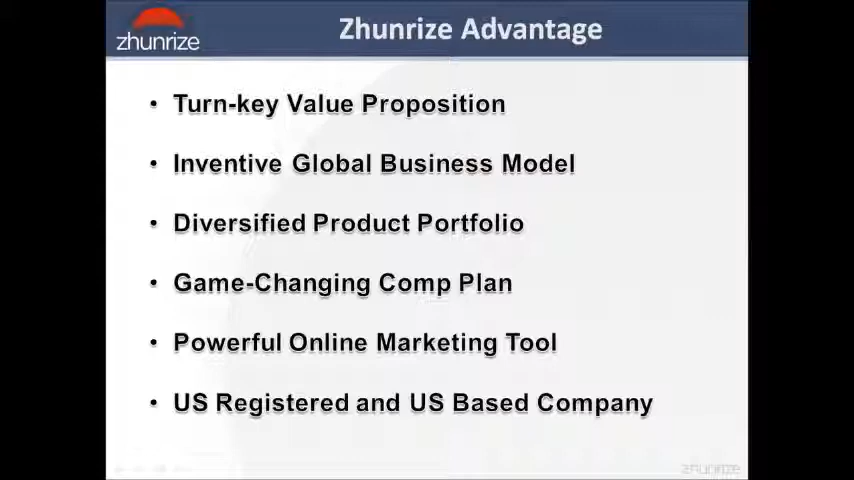 zhunrize
Zhunrize Advantage
• Turn-key Value Proposition
• Inventive Global Business Model
• Diversified Product Portfolio
• Game-Changing Comp Plan
• Powerful Online Marketing Tool
• US Registered and US Based Company
zhunrize